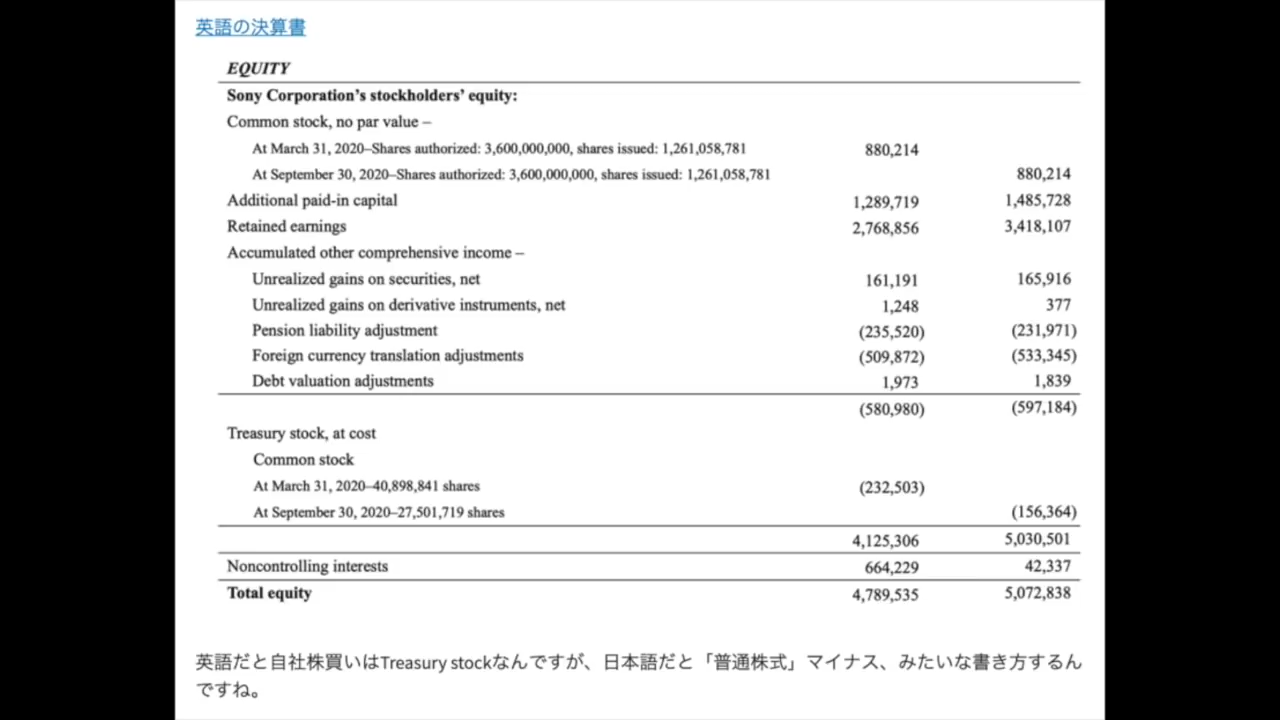 英語の決算書
EQUITY
Sony Corporation's stockholders' equity:
Common stock, no par value –
At March 31, 2020–Shares authorized: 3,600,000,000, shares issued: 1,261,058,781 880,214
At September 30, 2020–Shares authorized: 3,600,000,000, shares issued: 1,261,058,781 880,214
Additional paid-in capital 1,289,719 1,485,728
Retained earnings 2,768,856 3,418,107
Accumulated other comprehensive income –
Unrealized gains on securities, net 161,191 165,916
Unrealized gains on derivative instruments, net 1,248 377
Pension liability adjustment (235,520) (231,971)
Foreign currency translation adjustments (509,872) (533,345)
Debt valuation adjustments 1,973 1,839
(580,980) (597,184)
Treasury stock, at cost
Common stock
At March 31, 2020–40,898,841 shares (232,503)
At September 30, 2020–27,501,719 shares (156,364)
4,125,306 5,030,501
Noncontrolling interests 664,229 42,337
Total equity 4,789,535 5,072,838
英語だと自社株買いはTreasury stockなんですが、日本語だと「普通株式」マイナス、みたいな書き方するん
ですね。